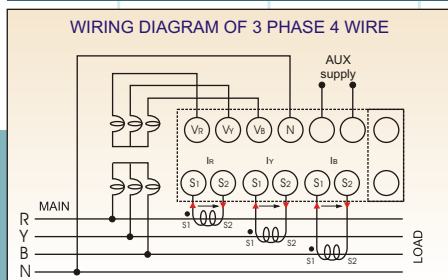 WIRING DIAGRAM OF 3 PHASE 4 WIRE
AUX
supply
VR VY VB N
IR IY IB
S1 S2 S1 S2 S1 S2
MAIN
R
Y
B
N
S1 S2
S1 S2
S1 S2
LOAD